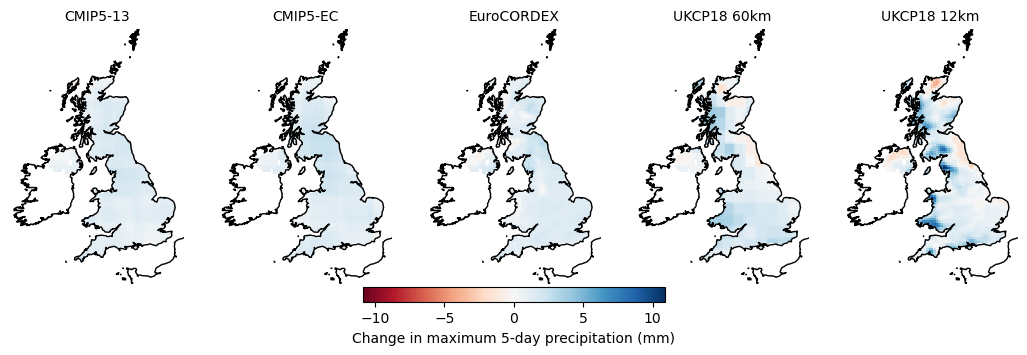 CMIP5-13 CMIP5-EC EuroCORDEX UKCP18 60km UKCP18 12km
−10 −5 0 5 10
Change in maximum 5-day precipitation (mm)